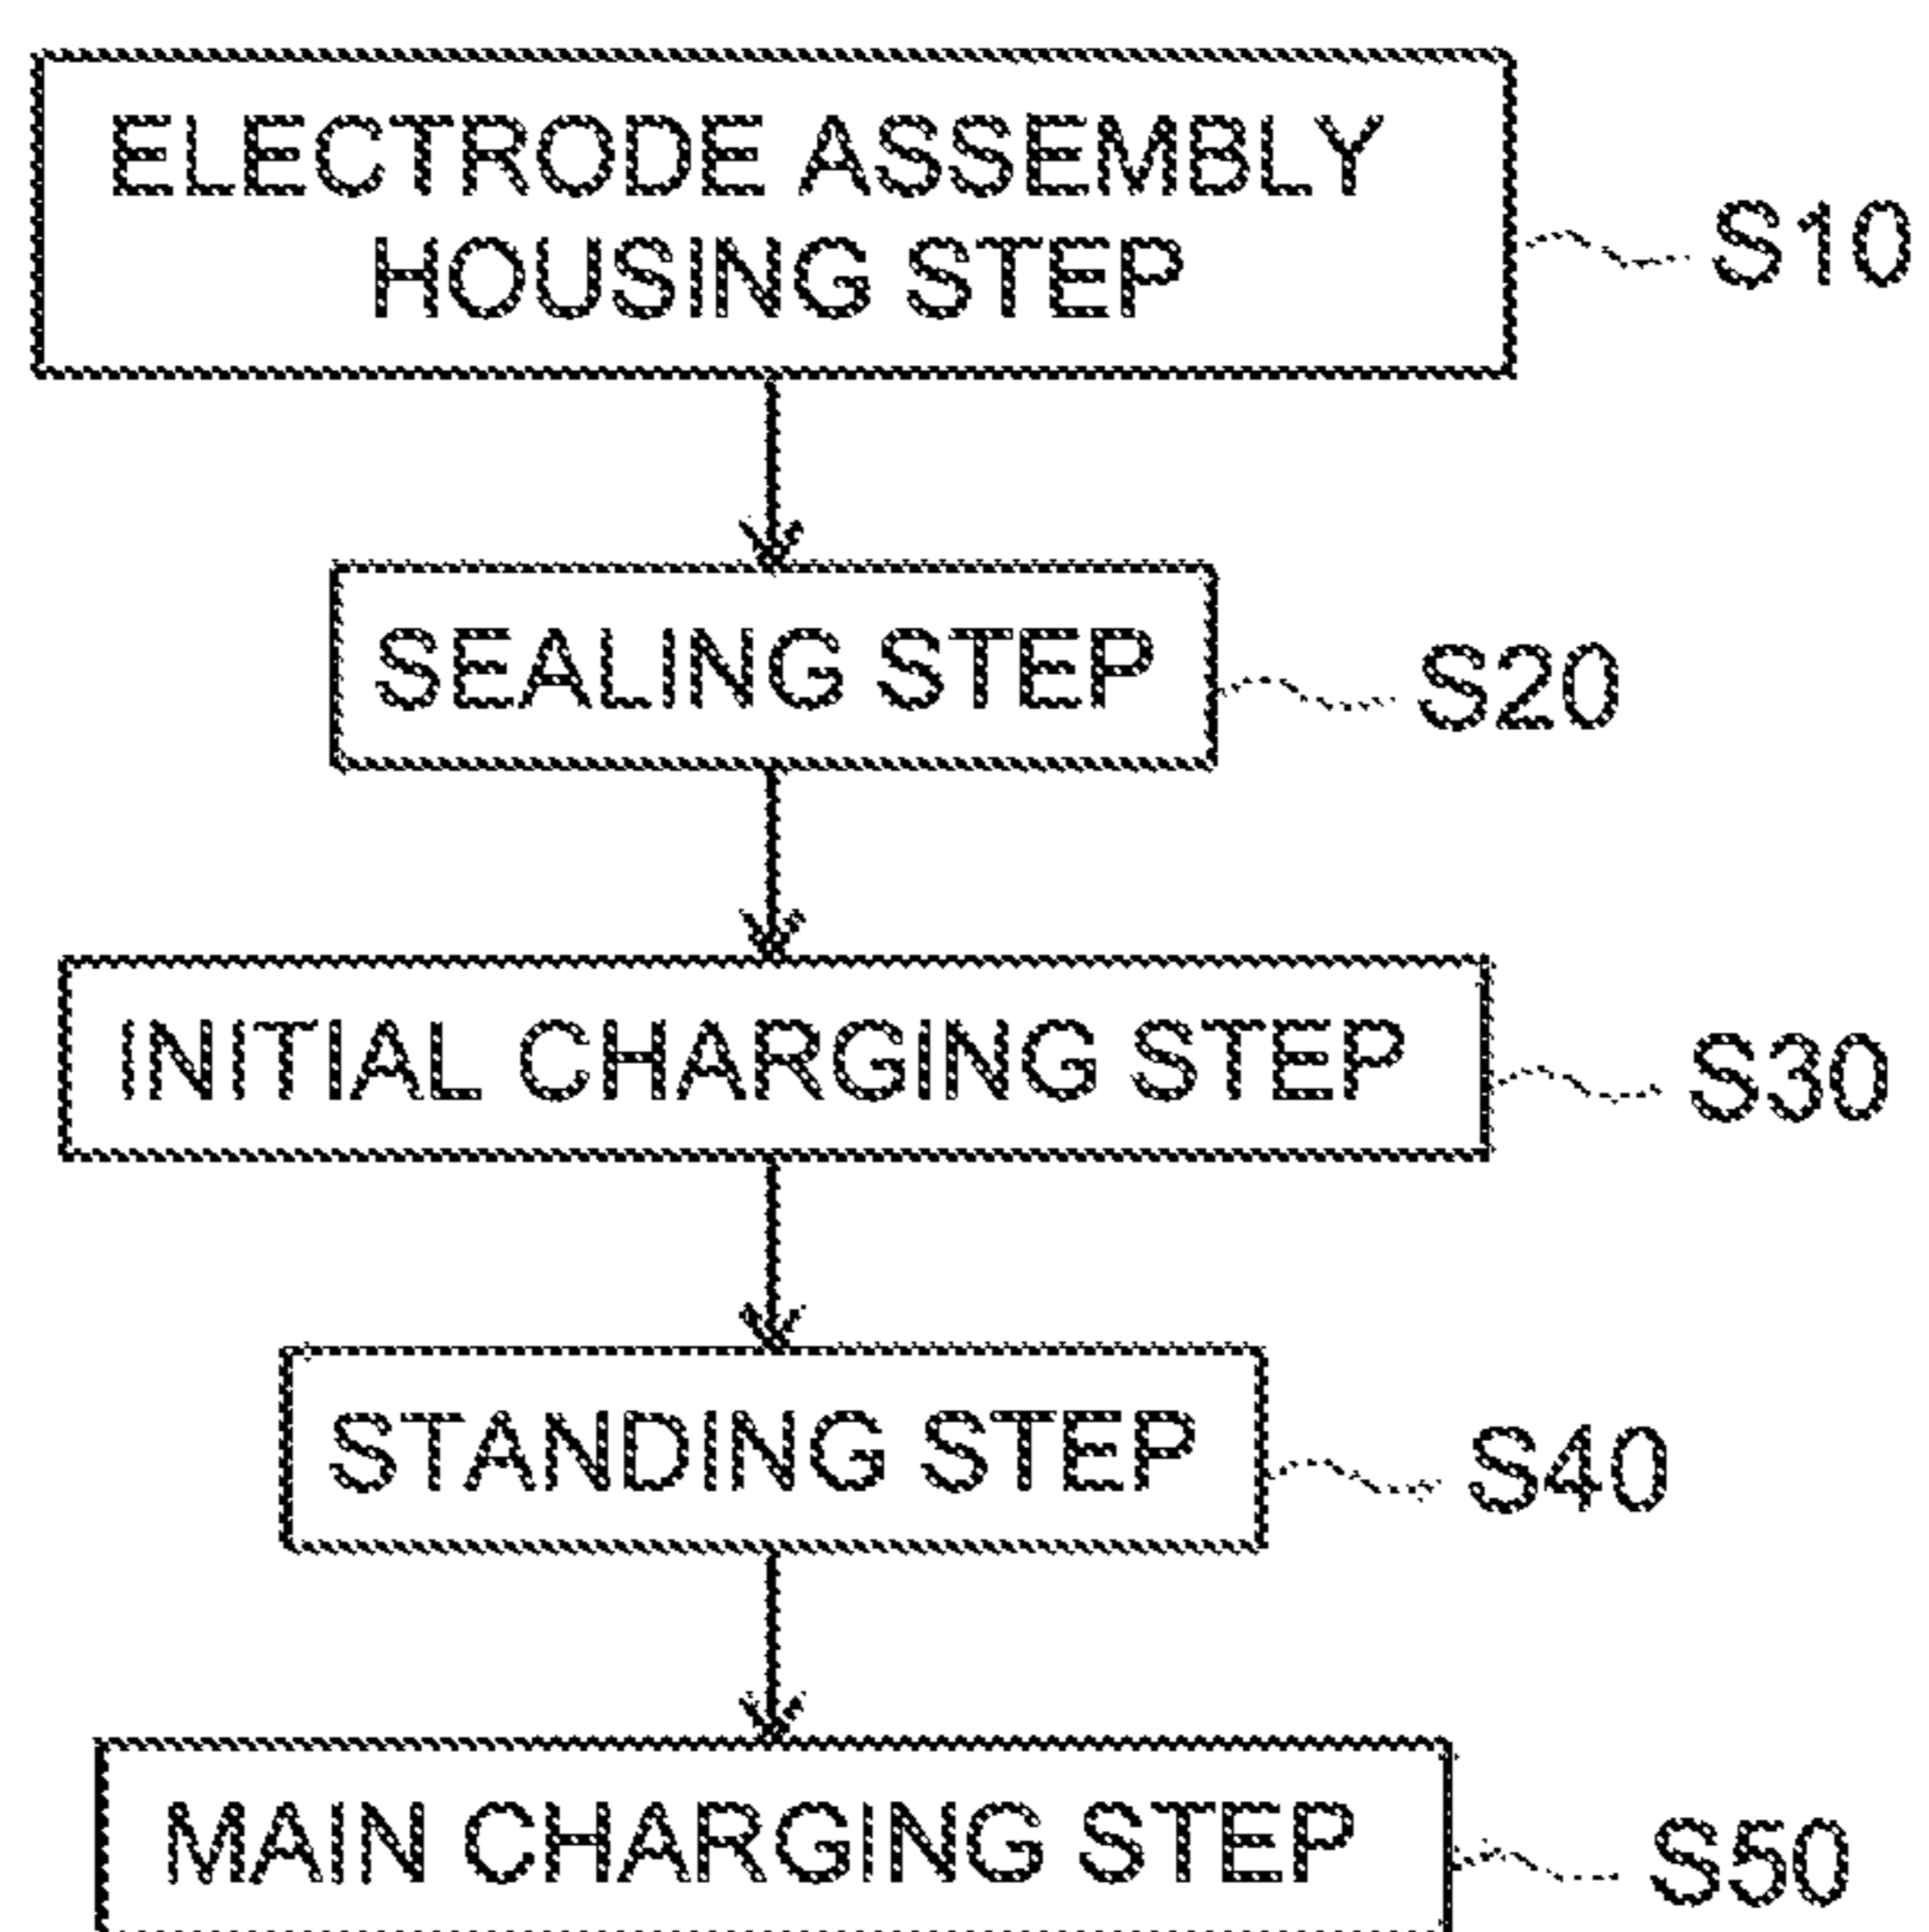 ELECTRODE ASSEMBLY
HOUSING STEP
S10
SEALING STEP
S20
INITIAL CHARGING STEP
S30
STANDING STEP
S40
MAIN CHARGING STEP
S50